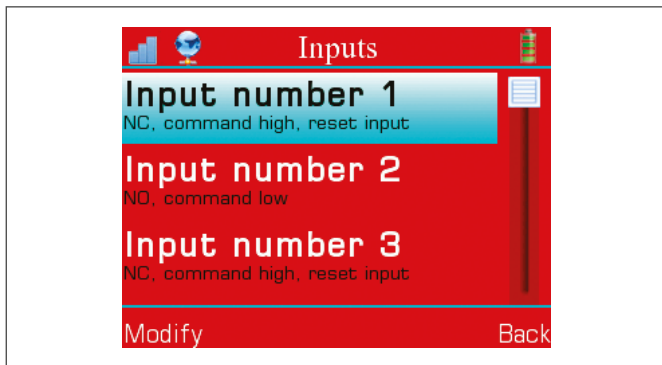 Inputs
Input number 1
NC, command high, reset input
Input number 2
NO, command low
Input number 3
NC, command high, reset input
Modify Back